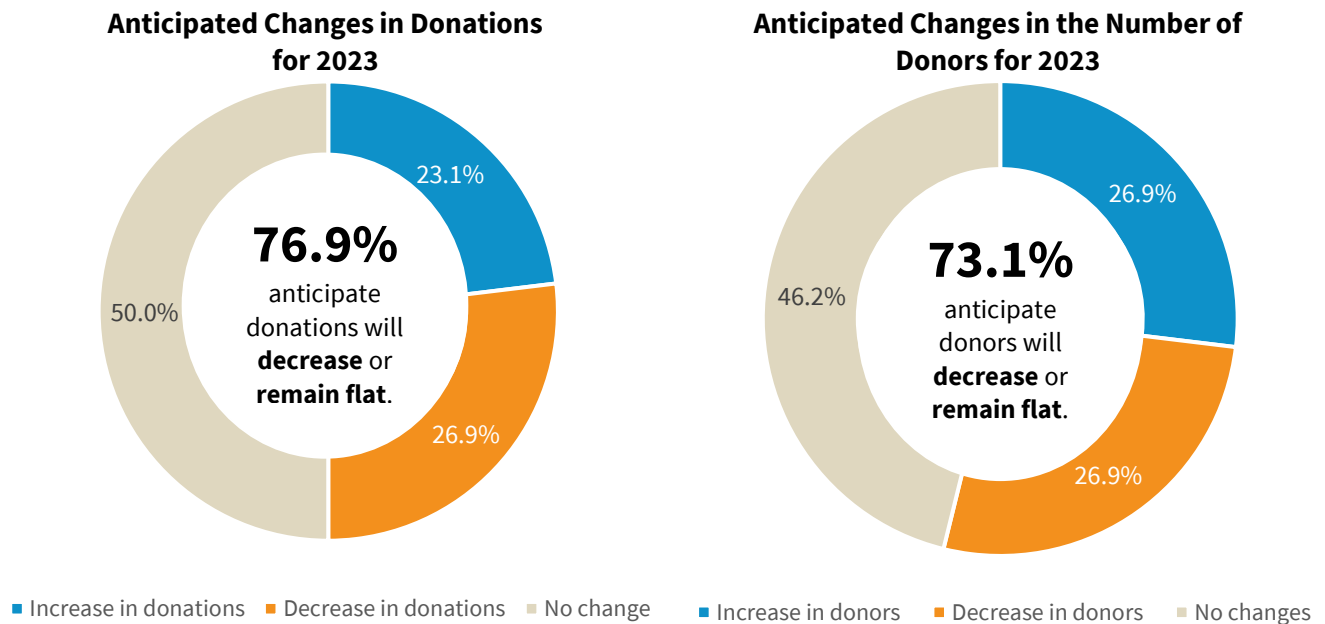 Anticipated Changes in Donations
for 2023
23.1%
76.9%
anticipate
donations will
decrease or
remain flat.
50.0%
26.9%
Increase in donations Decrease in donations No change
Anticipated Changes in the Number of
Donors for 2023
26.9%
73.1%
anticipate
donors will
decrease or
remain flat.
46.2%
26.9%
Increase in donors Decrease in donors No changes